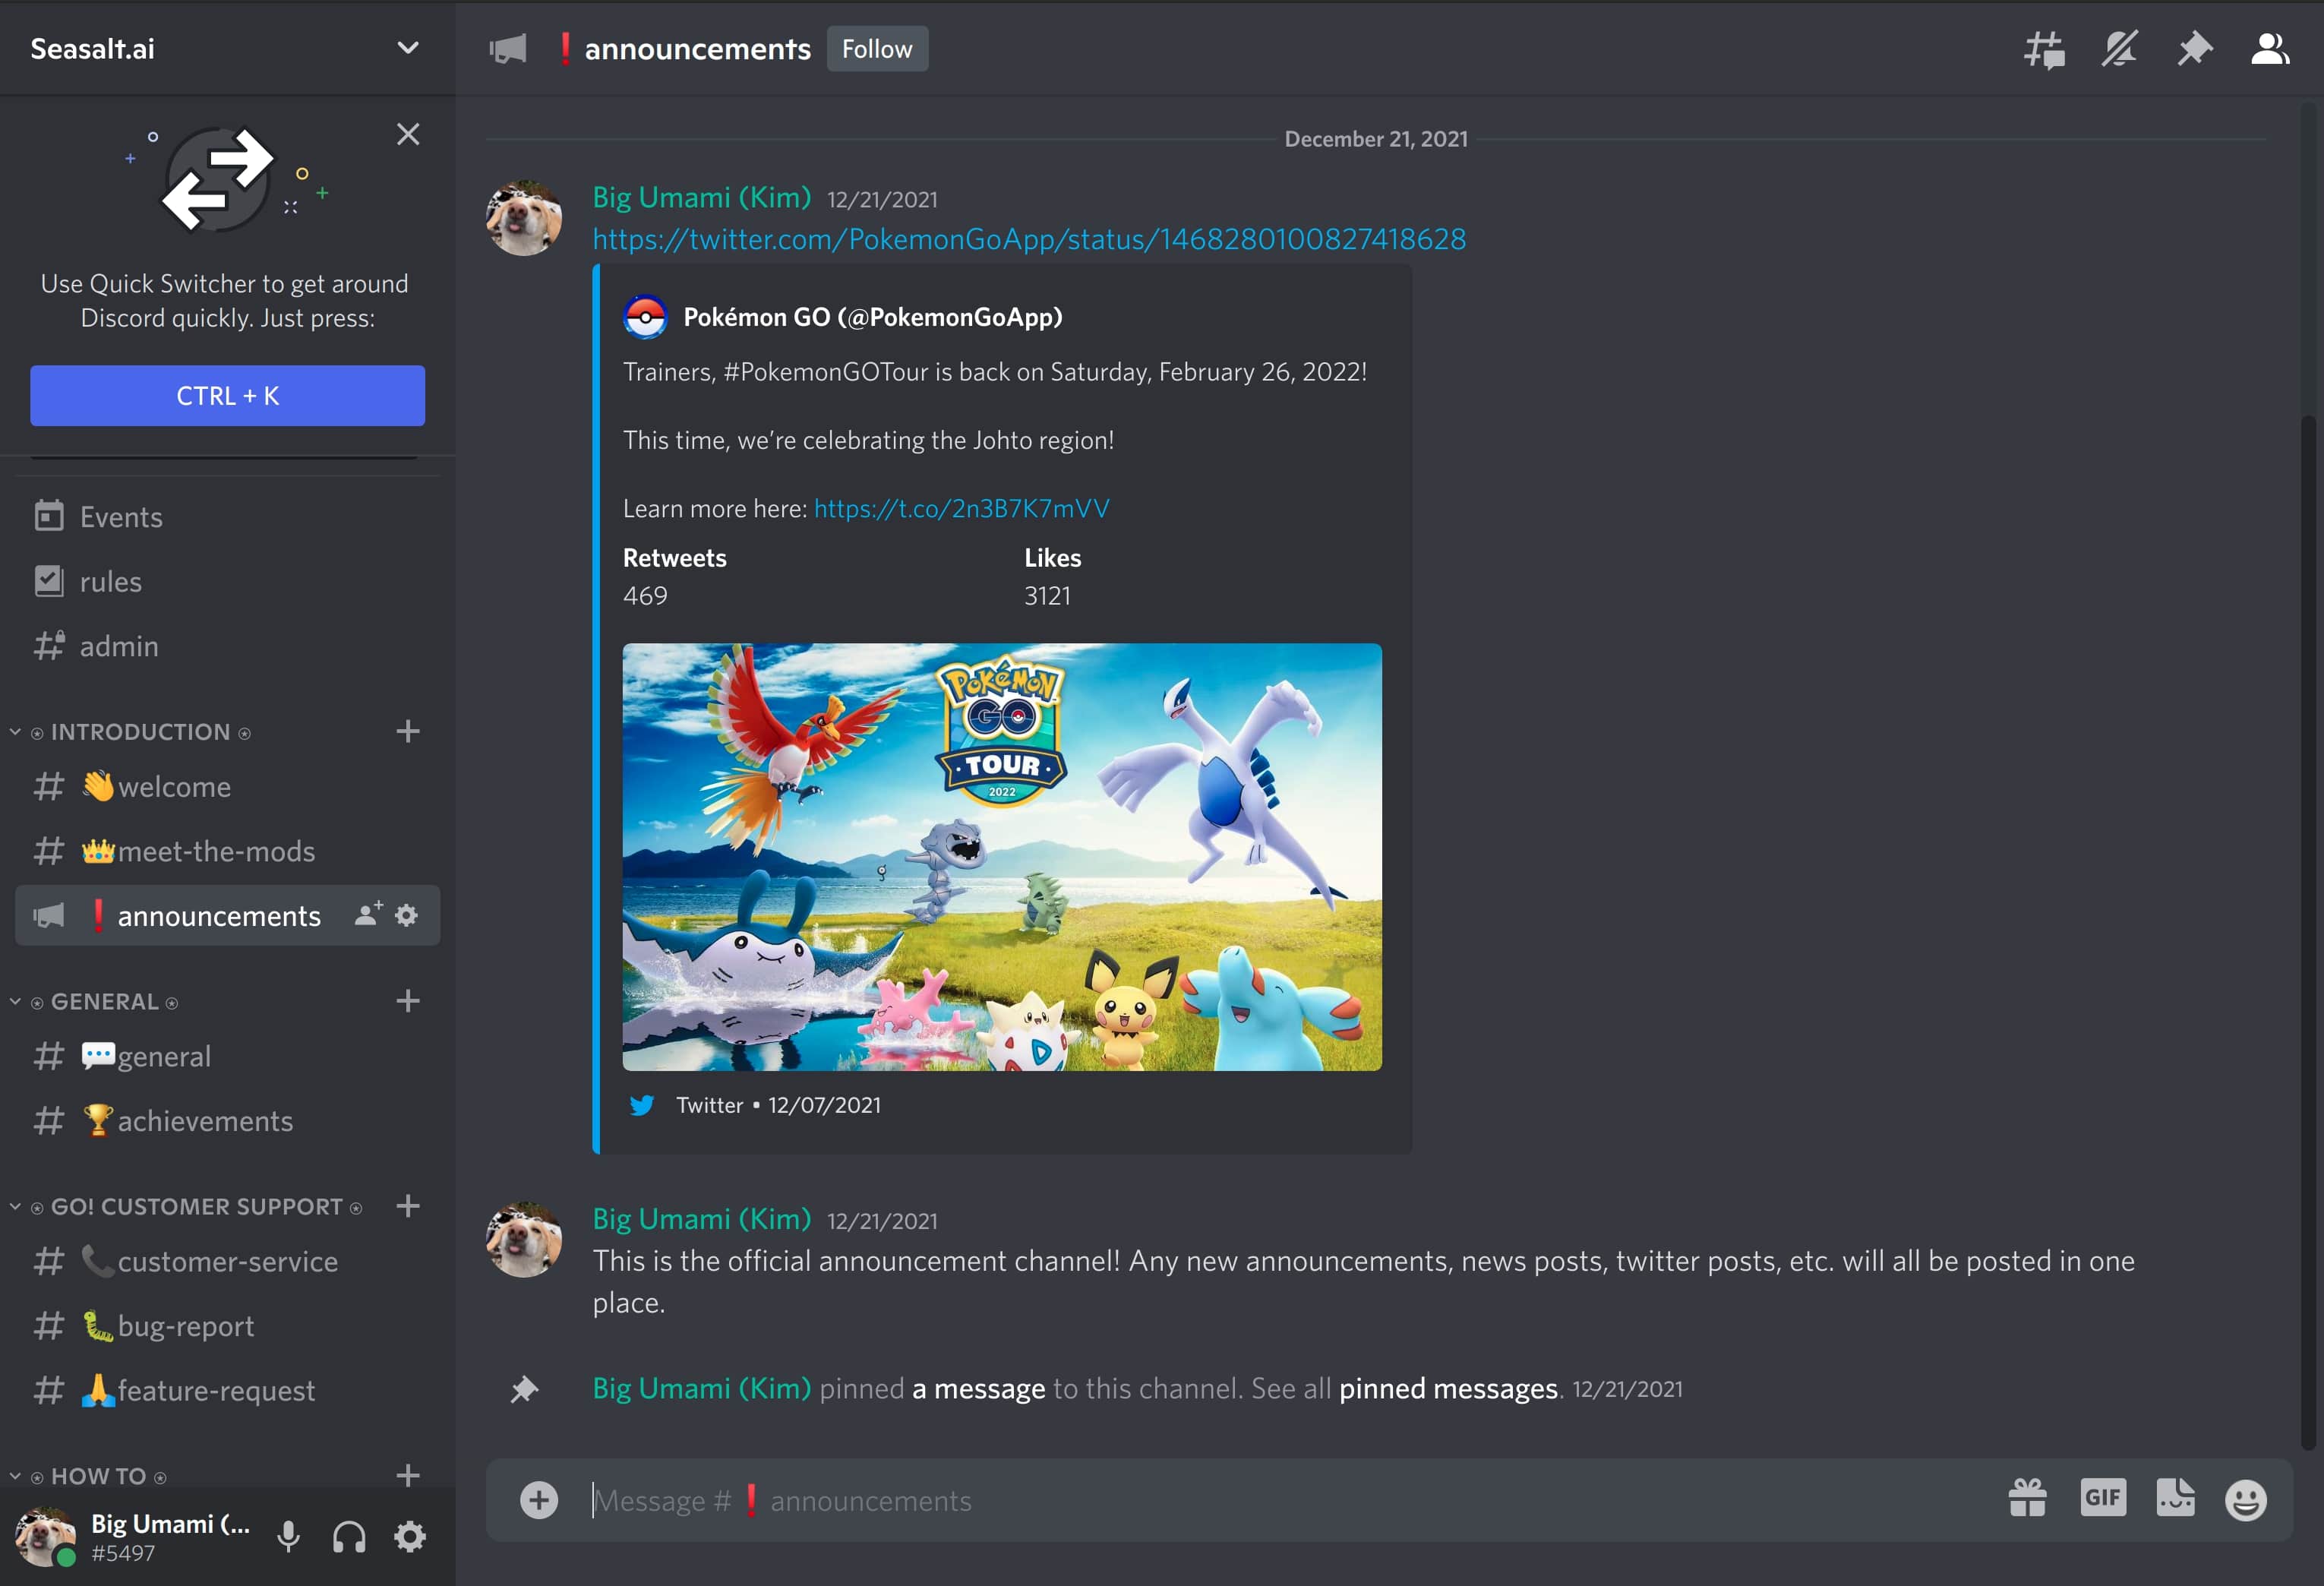 Seasalt.ai
Use Quick Switcher to get around
Discord quickly. Just press:
CTRL + K
Events
rules
admin
INTRODUCTION
👋welcome
👑meet-the-mods
❗announcements
GENERAL
💬general
🏆achievements
GO! CUSTOMER SUPPORT
📞customer-service
🐛bug-report
🙏feature-request
HOW TO
Big Umami (...
#5497
❗announcements
Follow
December 21, 2021
Big Umami (Kim) 12/21/2021
https://twitter.com/PokemonGoApp/status/1468280100827418628
Pokémon GO (@PokemonGoApp)
Trainers, #PokemonGOTour is back on Saturday, February 26, 2022!
This time, we’re celebrating the Johto region!
Learn more here: https://t.co/2n3B7K7mVV
Retweets Likes
469 3121
POKÉMON
GO
TOUR
2022
Twitter • 12/07/2021
Big Umami (Kim) 12/21/2021
This is the official announcement channel! Any new announcements, news posts, twitter posts, etc. will all be posted in one
place.
Big Umami (Kim) pinned a message to this channel. See all pinned messages. 12/21/2021
Message #❗announcements
GIF